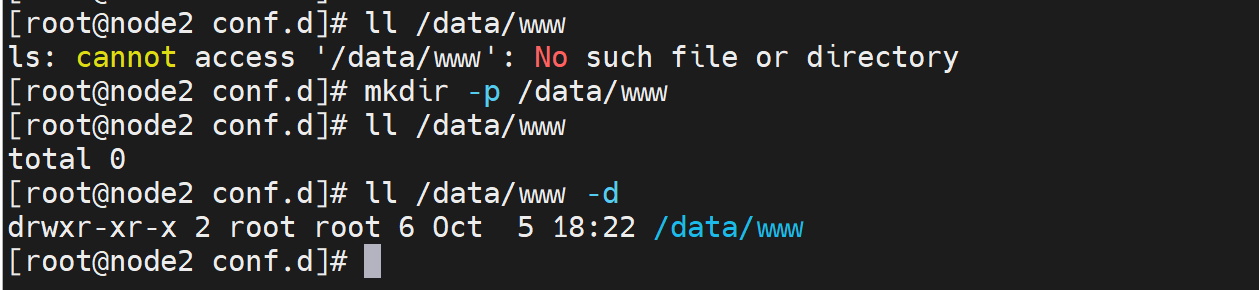 [root@node2 conf.d]# ll /data/www
ls: cannot access '/data/www': No such file or directory
[root@node2 conf.d]# mkdir -p /data/www
[root@node2 conf.d]# ll /data/www
total 0
[root@node2 conf.d]# ll /data/www -d
drwxr-xr-x 2 root root 6 Oct  5 18:22 /data/www
[root@node2 conf.d]#